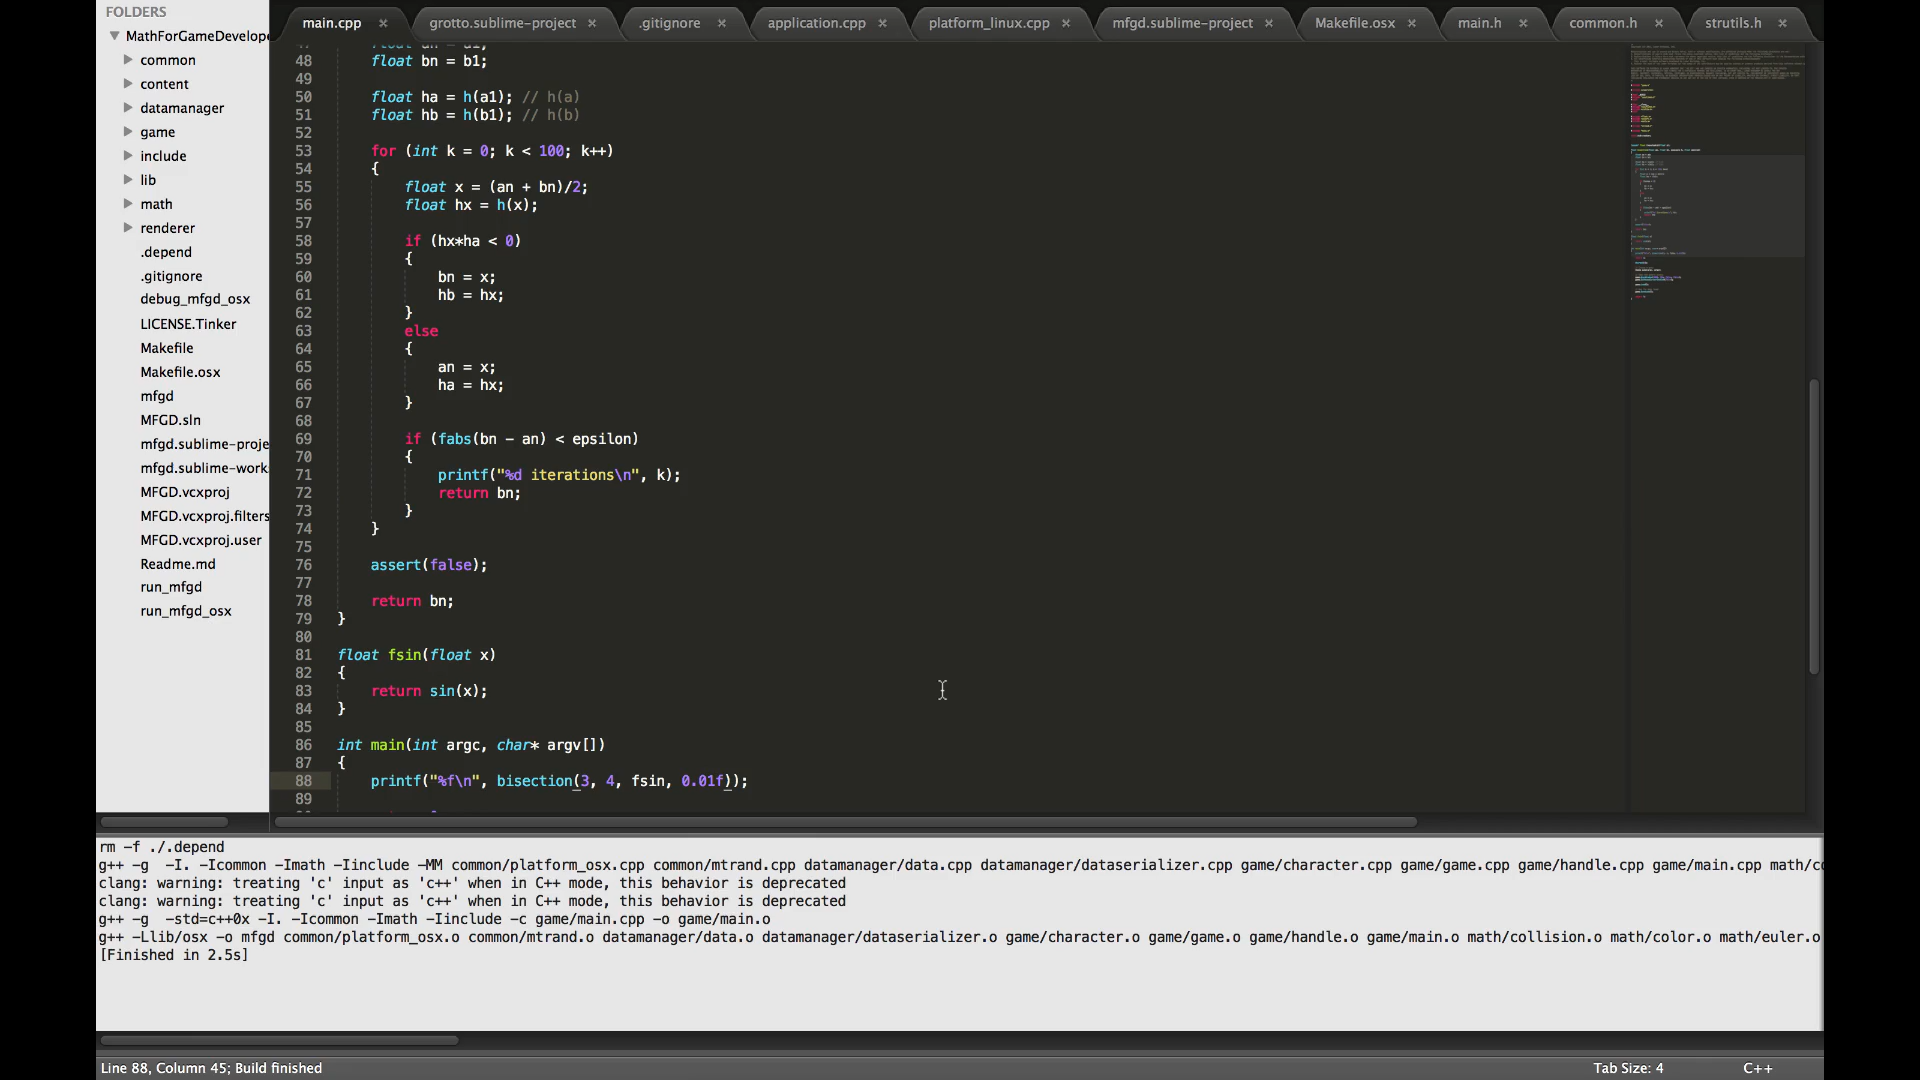 FOLDERS
MathForGameDevelope
common
content
datamanager
game
include
lib
math
renderer
.depend
.gitignore
debug_mfgd_osx
LICENSE.Tinker
Makefile
Makefile.osx
mfgd
MFGD.sln
mfgd.sublime-proje
mfgd.sublime-work
MFGD.vcxproj
MFGD.vcxproj.filters
MFGD.vcxproj.user
Readme.md
run_mfgd
run_mfgd_osx
main.cpp × grotto.sublime-project × .gitignore × application.cpp × platform_linux.cpp × mfgd.sublime-project × Makefile.osx × main.h × common.h × strutils.h ×
47 float an = a1;
48 float bn = b1;
49
50 float ha = h(a1); // h(a)
51 float hb = h(b1); // h(b)
52
53 for (int k = 0; k < 100; k++)
54 {
55 float x = (an + bn)/2;
56 float hx = h(x);
57
58 if (hx*ha < 0)
59 {
60 bn = x;
61 hb = hx;
62 }
63 else
64 {
65 an = x;
66 ha = hx;
67 }
68
69 if (fabs(bn - an) < epsilon)
70 {
71 printf("%d iterations\n", k);
72 return bn;
73 }
74 }
75
76 assert(false);
77
78 return bn;
79 }
80
81 float fsin(float x)
82 {
83 return sin(x);
84 }
85
86 int main(int argc, char* argv[])
87 {
88 printf("%f\n", bisection(3, 4, fsin, 0.01f));
89
rm -f ./.depend
g++ -g -I. -Icommon -Imath -Iinclude -MM common/platform_osx.cpp common/mtrand.cpp datamanager/data.cpp datamanager/dataserializer.cpp game/character.cpp game/game.cpp game/handle.cpp game/main.cpp math/co
clang: warning: treating 'c' input as 'c++' when in C++ mode, this behavior is deprecated
clang: warning: treating 'c' input as 'c++' when in C++ mode, this behavior is deprecated
g++ -g -std=c++0x -I. -Icommon -Imath -Iinclude -c game/main.cpp -o game/main.o
g++ -Llib/osx -o mfgd common/platform_osx.o common/mtrand.o datamanager/data.o datamanager/dataserializer.o game/character.o game/game.o game/handle.o game/main.o math/collision.o math/color.o math/euler.o
[Finished in 2.5s]
Line 88, Column 45; Build finished
Tab Size: 4
C++